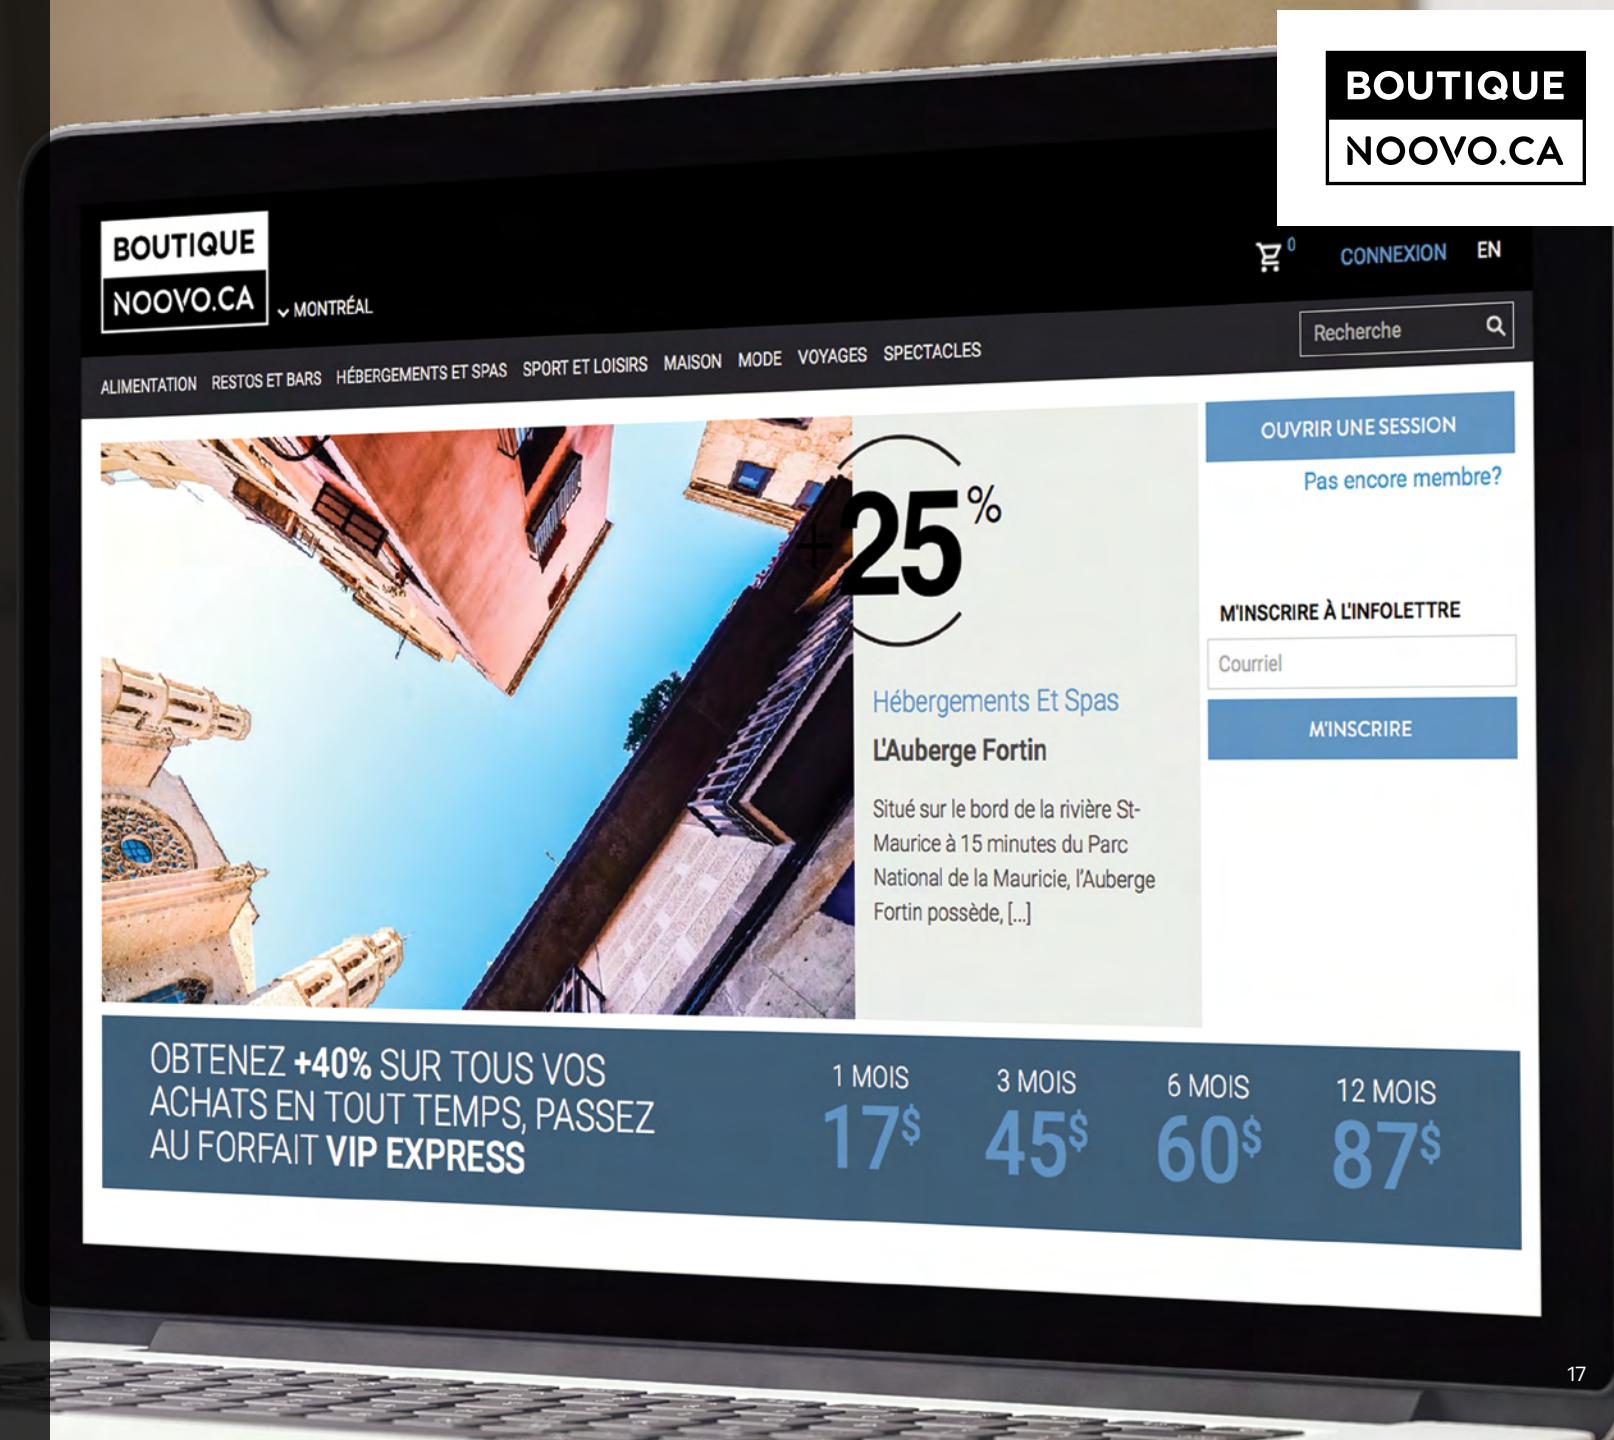 BOUTIQUE
NOOVO.CA
BOUTIQUE
NOOVO.CA
MONTRÉAL
0
CONNEXION
EN
ALIMENTATION RESTOS ET BARS HÉBERGEMENTS ET SPAS SPORT ET LOISIRS MAISON MODE VOYAGES SPECTACLES
Recherche
+25%
Hébergements Et Spas
L'Auberge Fortin
Situé sur le bord de la rivière St-
Maurice à 15 minutes du Parc
National de la Mauricie, l'Auberge
Fortin possède, [...]
OUVRIR UNE SESSION
Pas encore membre?
M'INSCRIRE À L'INFOLETTRE
Courriel
M'INSCRIRE
OBTENEZ +40% SUR TOUS VOS
ACHATS EN TOUT TEMPS, PASSEZ
AU FORFAIT VIP EXPRESS
1 MOIS
17$
3 MOIS
45$
6 MOIS
60$
12 MOIS
87$
17